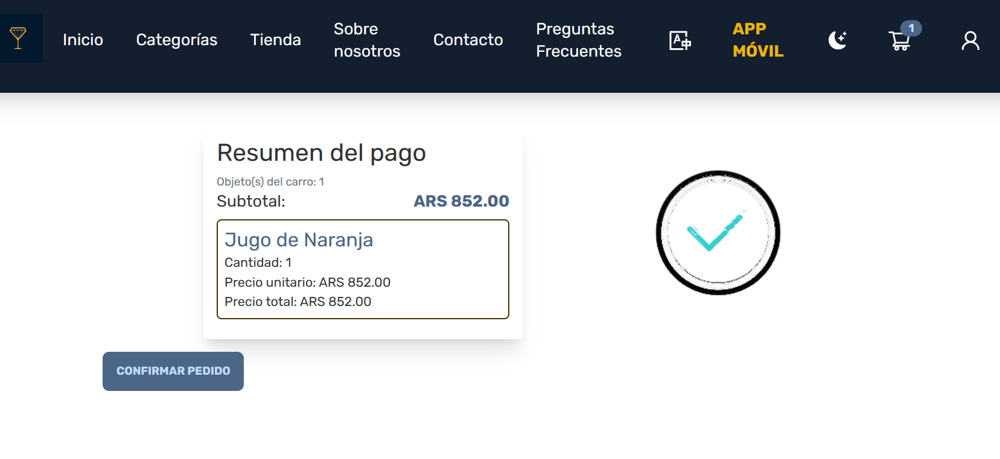 Inicio
Categorías
Tienda
Sobre
nosotros
Contacto
Preguntas
Frecuentes
A
APP
MÓVIL
1
Resumen del pago
Objeto(s) del carro: 1
Subtotal: ARS 852.00
Jugo de Naranja
Cantidad: 1
Precio unitario: ARS 852.00
Precio total: ARS 852.00
CONFIRMAR PEDIDO